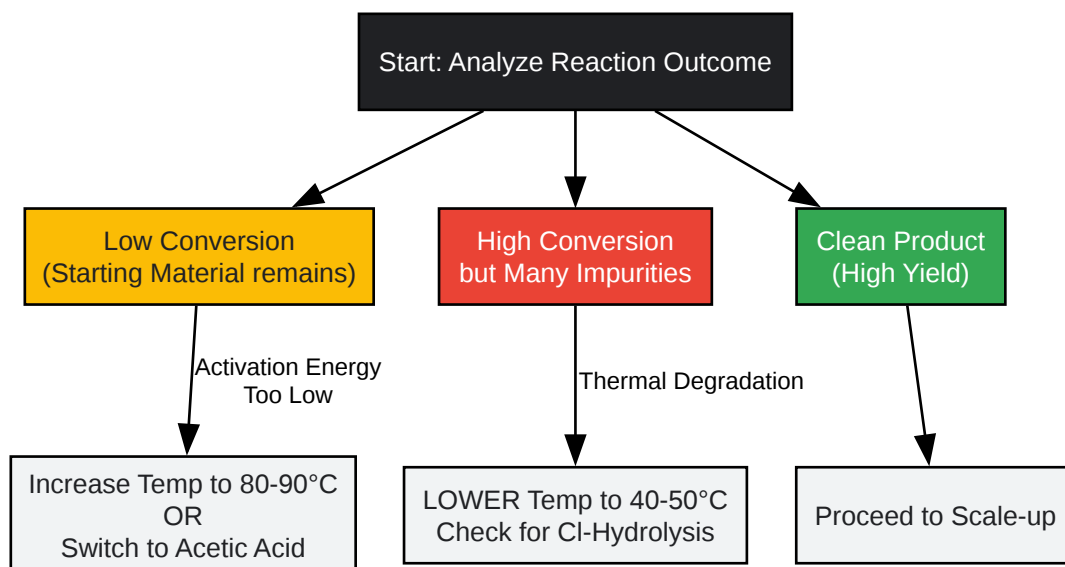 Start: Analyze Reaction Outcome
Low Conversion
(Starting Material remains)
High Conversion
but Many Impurities
Clean Product
(High Yield)
Activation Energy
Too Low
Thermal Degradation
Increase Temp to 80-90°C
OR
Switch to Acetic Acid
LOWER Temp to 40-50°C
Check for Cl-Hydrolysis
Proceed to Scale-up